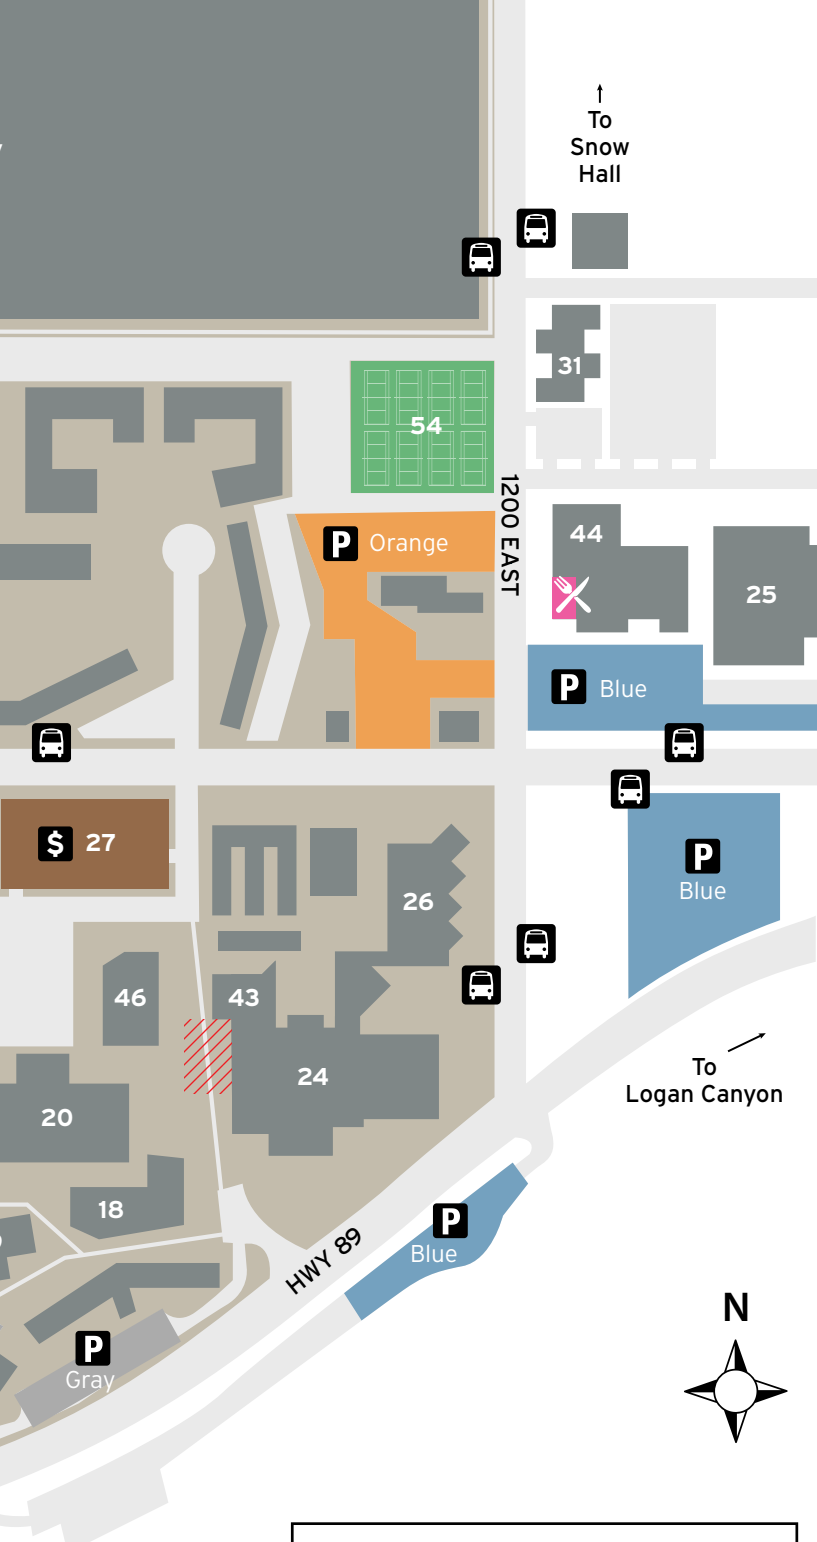 To
Snow
Hall
31
54
1200 EAST
P Orange
44
25
P Blue
$ 27
P
Blue
26
46
43
24
To
Logan Canyon
20
18
P
Blue
HWY 89
N
P
Gray